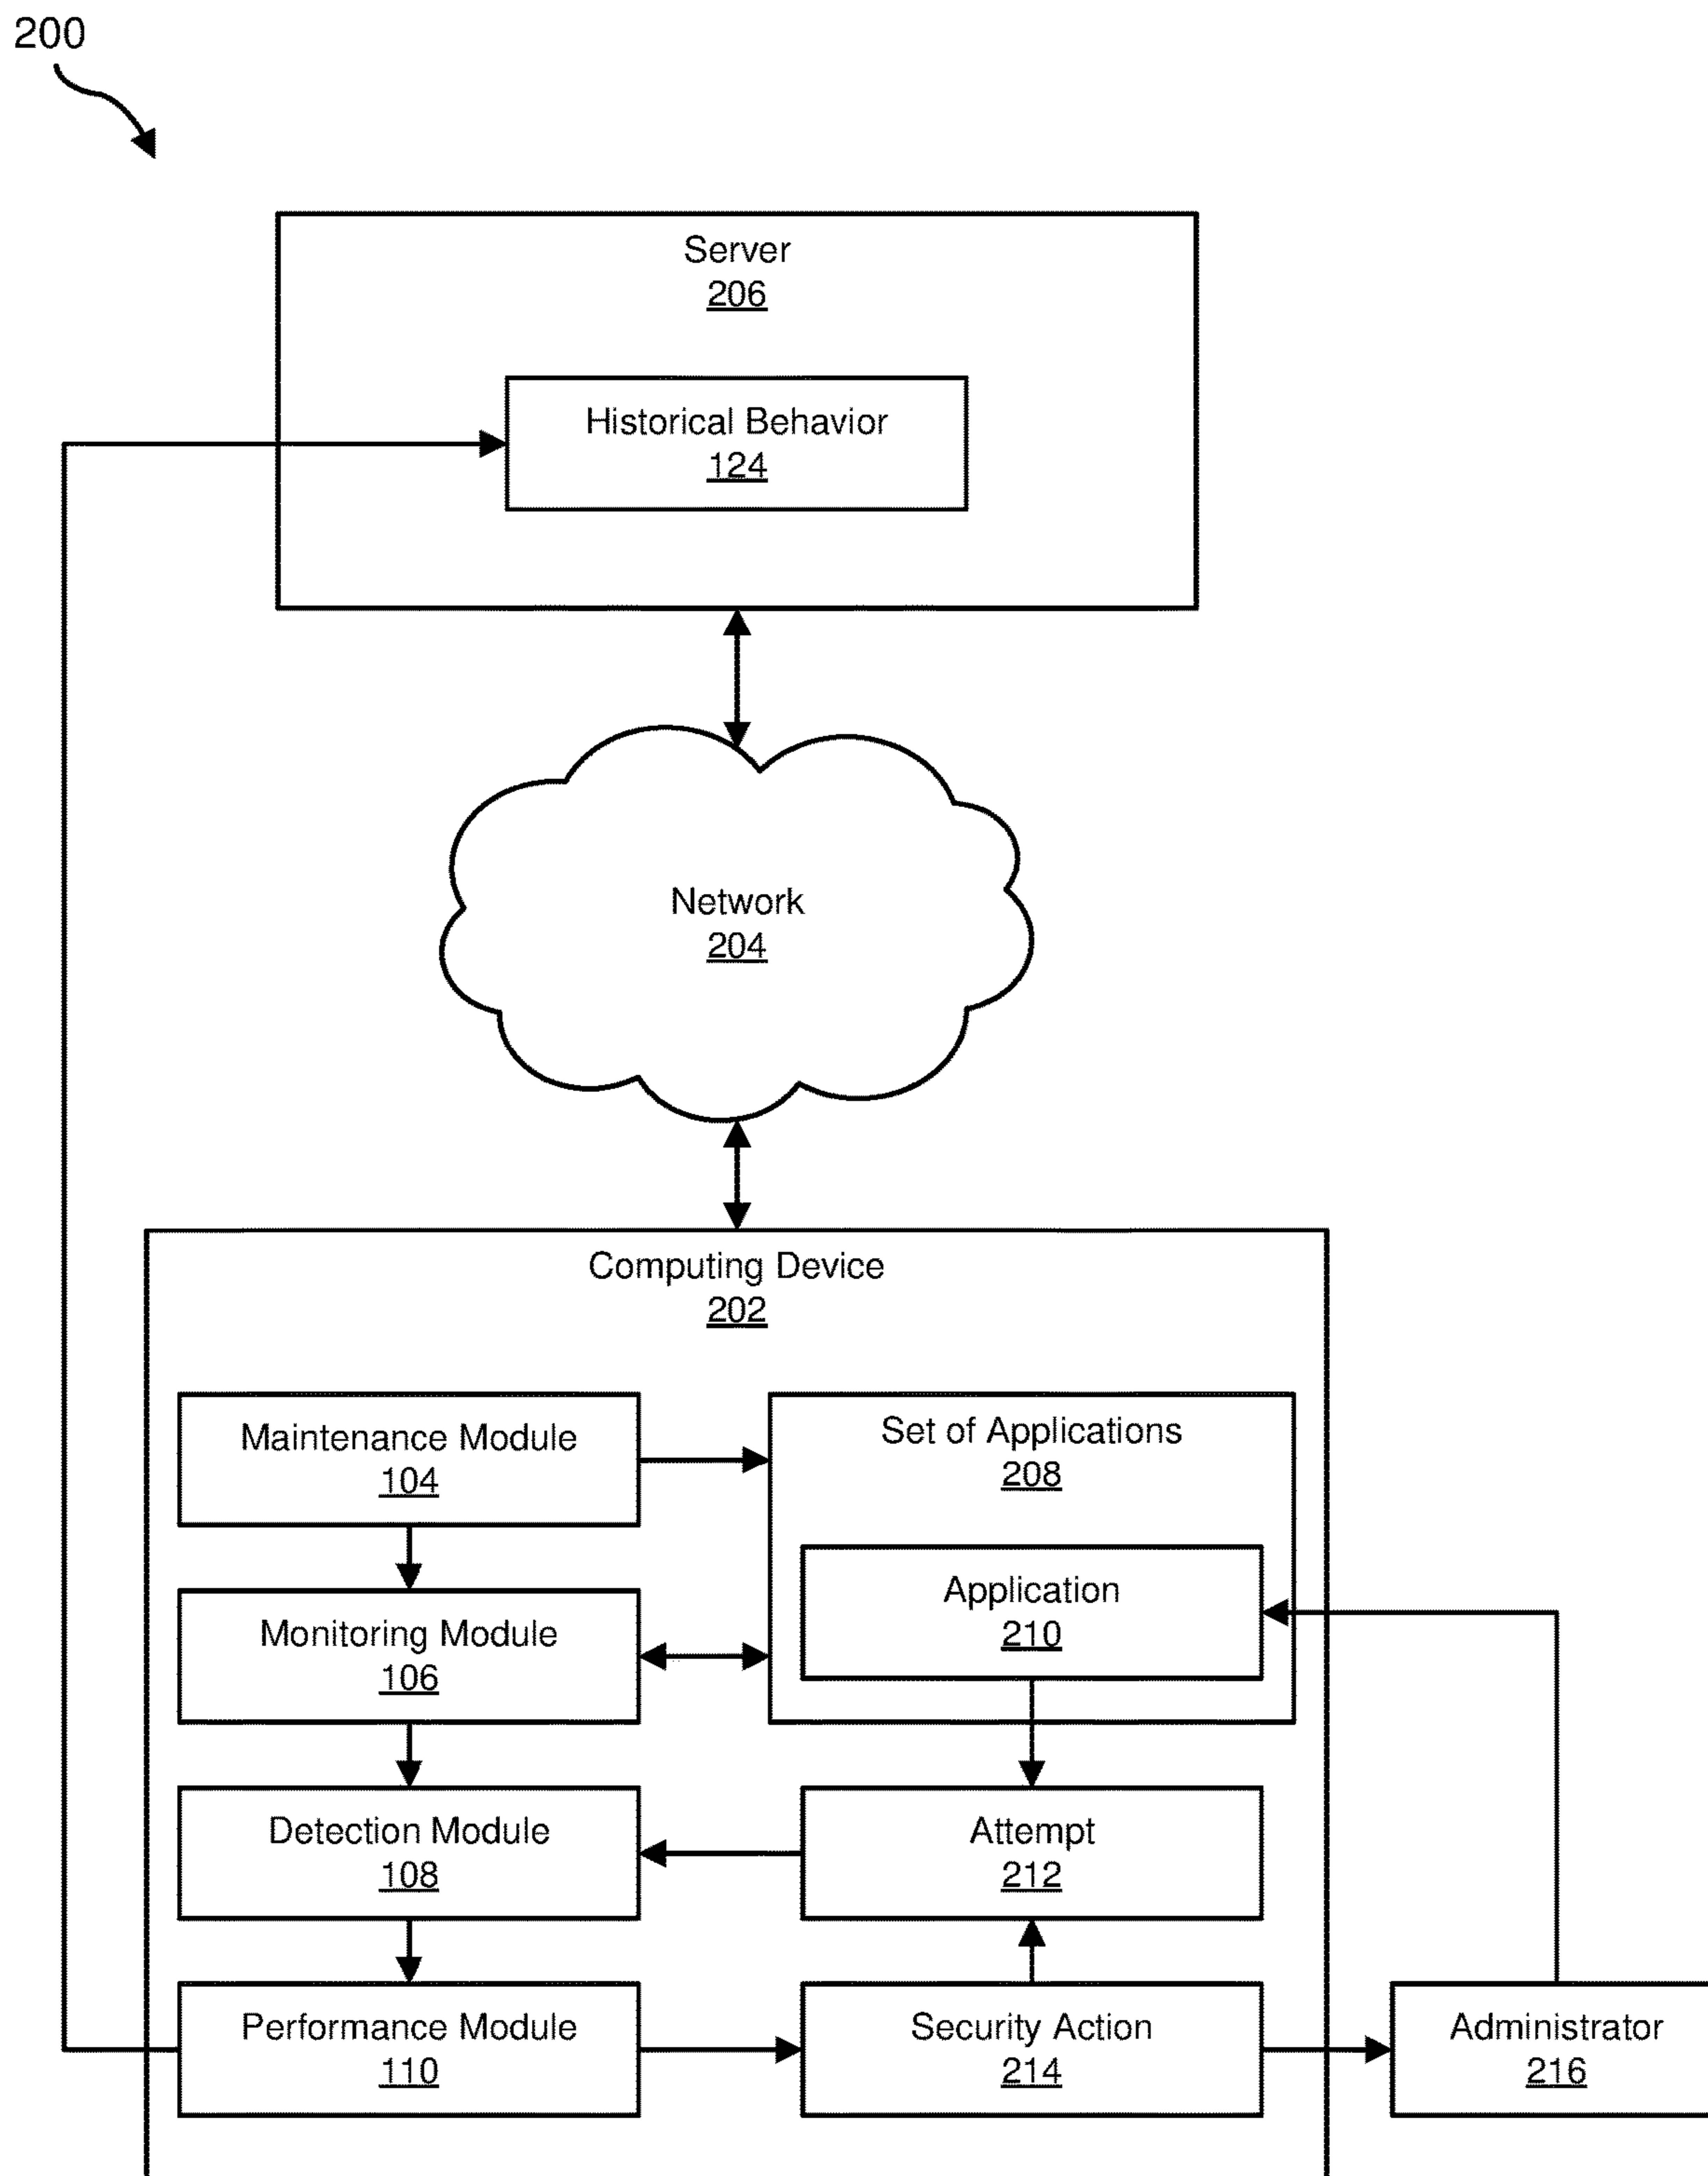 200
Server
206
Historical Behavior
124
Network
204
Computing Device
202
Maintenance Module
104
Set of Applications
208
Application
210
Monitoring Module
106
Detection Module
108
Attempt
212
Performance Module
110
Security Action
214
Administrator
216